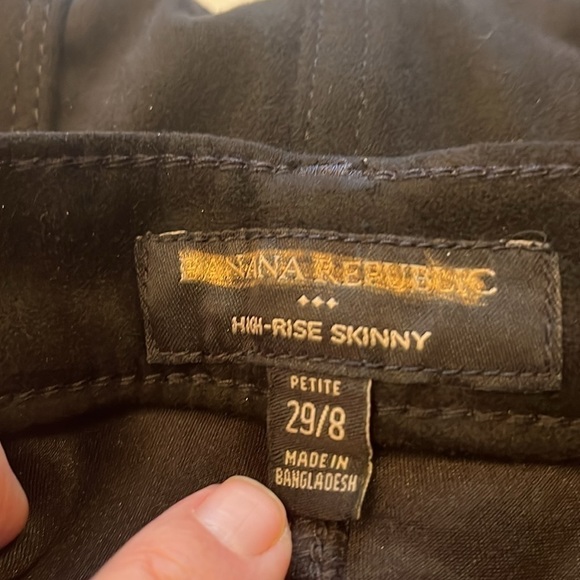 BANANA REPUBLIC
HIGH-RISE SKINNY
PETITE
29/8
MADE IN
BANGLADESH